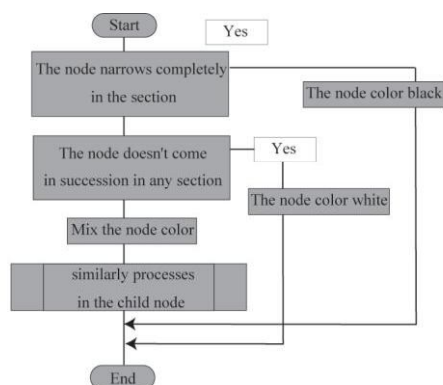 Start
Yes
The node narrows completely
in the section
The node color black
The node doesn't come
in succession in any section
Yes
The node color white
Mix the node color
similarly processes
in the child node
End